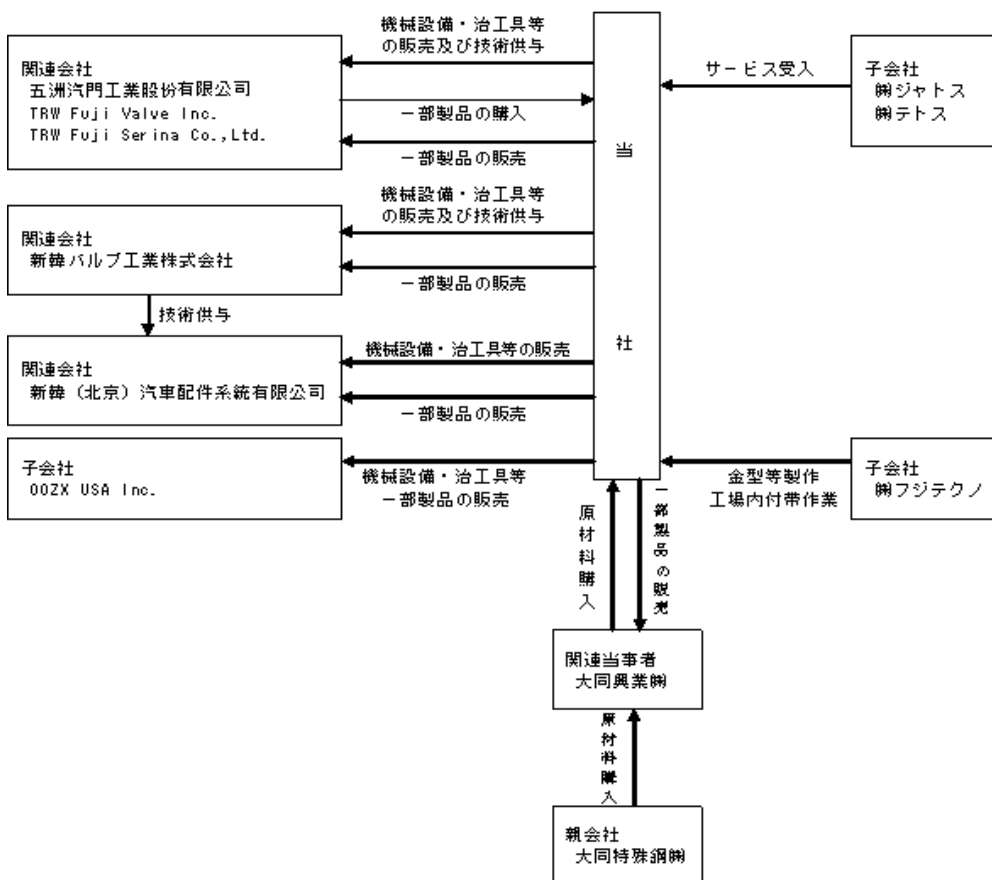 機械設備・治工具等
の販売及び技術供与
関連会社
五洲汽門工業股份有限公司
TRW Fuji Valve Inc.
TRW Fuji Serina Co.,Ltd.
一部製品の購入
一部製品の販売
当
社
サービス受入
子会社
㈱ジャトス
㈱テトス
機械設備・治工具等
の販売及び技術供与
関連会社
新韓バルブ工業株式会社
一部製品の販売
技術供与
関連会社
新韓（北京）汽車配件系統有限公司
機械設備・治工具等の販売
一部製品の販売
子会社
OOZX USA Inc.
機械設備・治工具等
一部製品の販売
金型等製作
工場内付帯作業
子会社
㈱フジテクノ
原材料購入
一部製品の販売
関連当事者
大同興業㈱
原材料購入
親会社
大同特殊鋼㈱